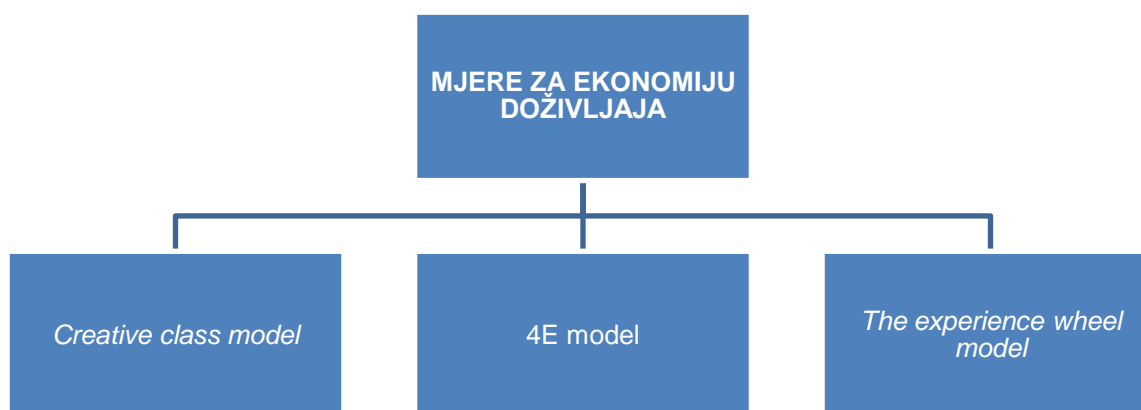 MJERE ZA EKONOMIJU
DOŽIVLJAJA
Creative class model
4E model
The experience wheel
model